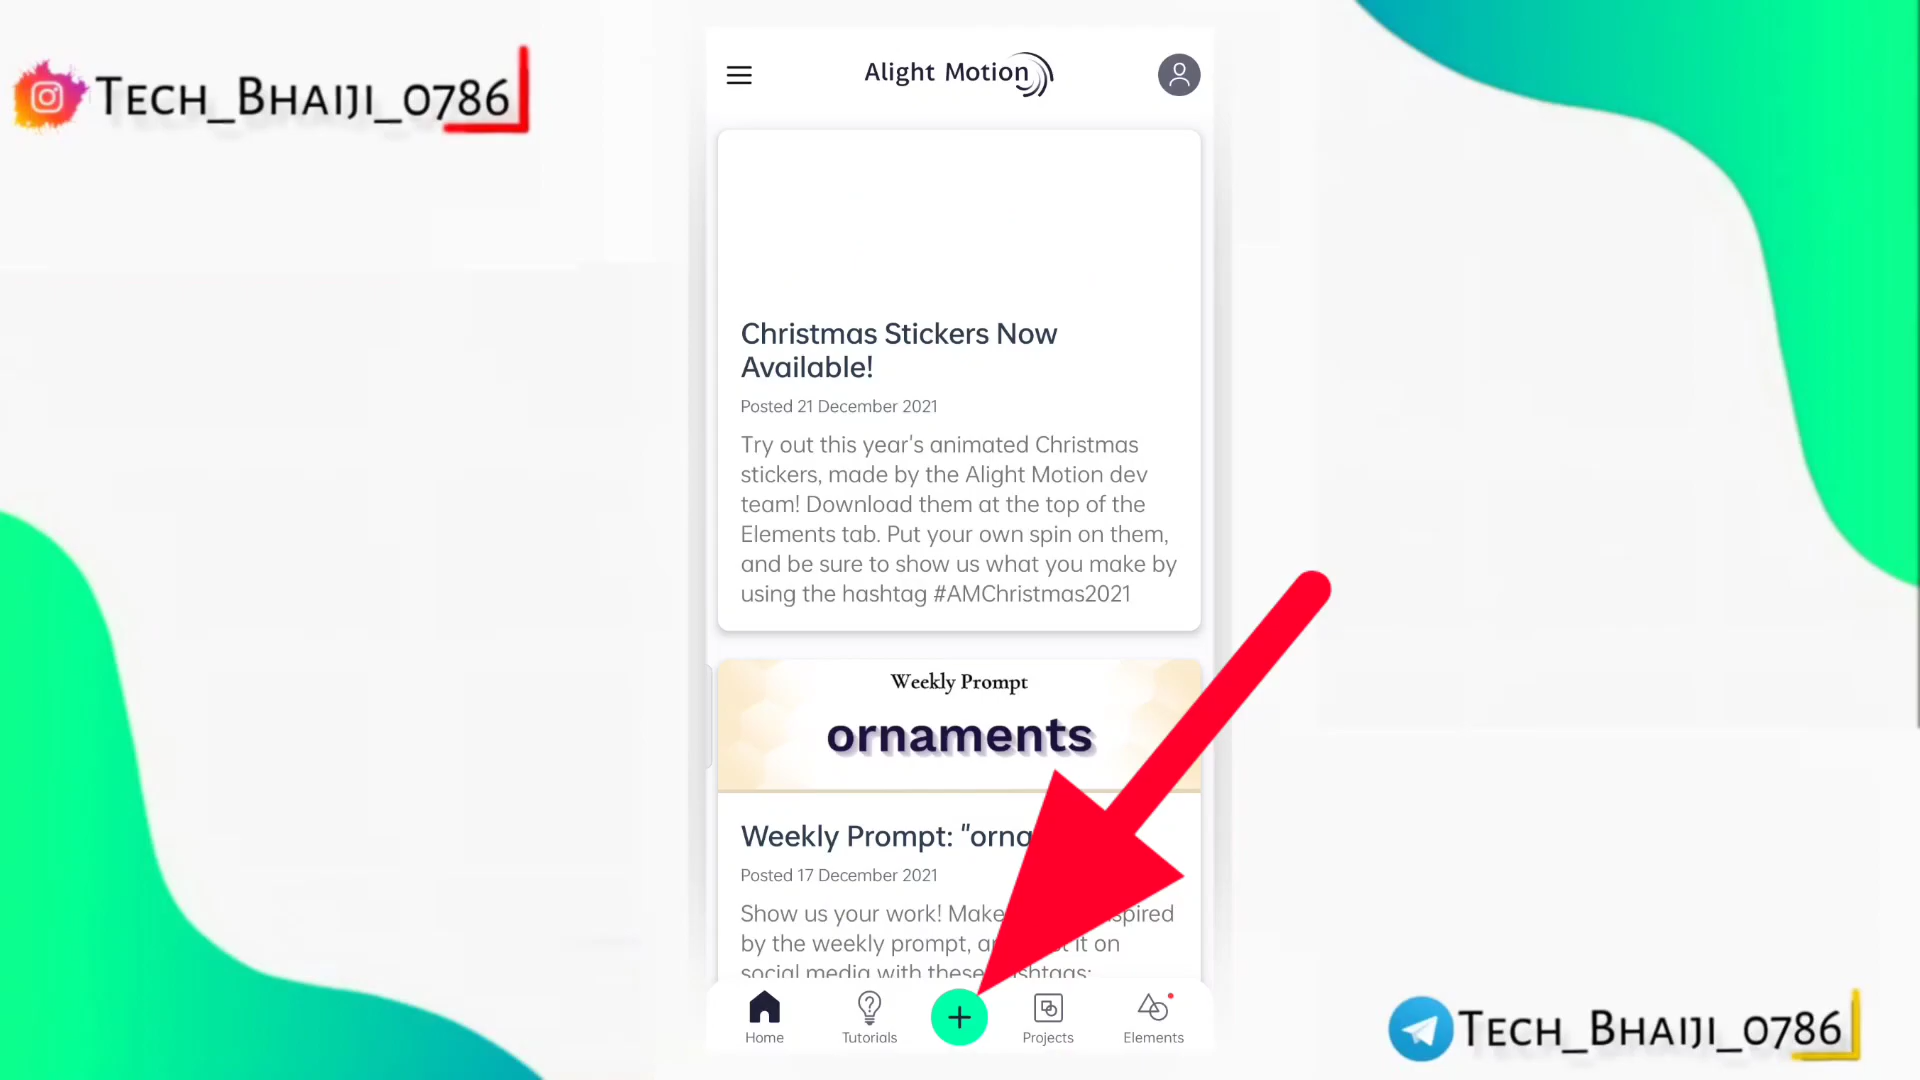 TECH_BHAIJI_0786
Alight Motion
Christmas Stickers Now
Available!
Posted 21 December 2021
Try out this year's animated Christmas
stickers, made by the Alight Motion dev
team! Download them at the top of the
Elements tab. Put your own spin on them,
and be sure to show us what you make by
using the hashtag #AMChristmas2021
Weekly Prompt
ornaments
Weekly Prompt: "orna
Posted 17 December 2021
Show us your work! Make spired
by the weekly prompt, it on
social media with these
Home
Tutorials
Projects
Elements
TECH_BHAIJI_0786